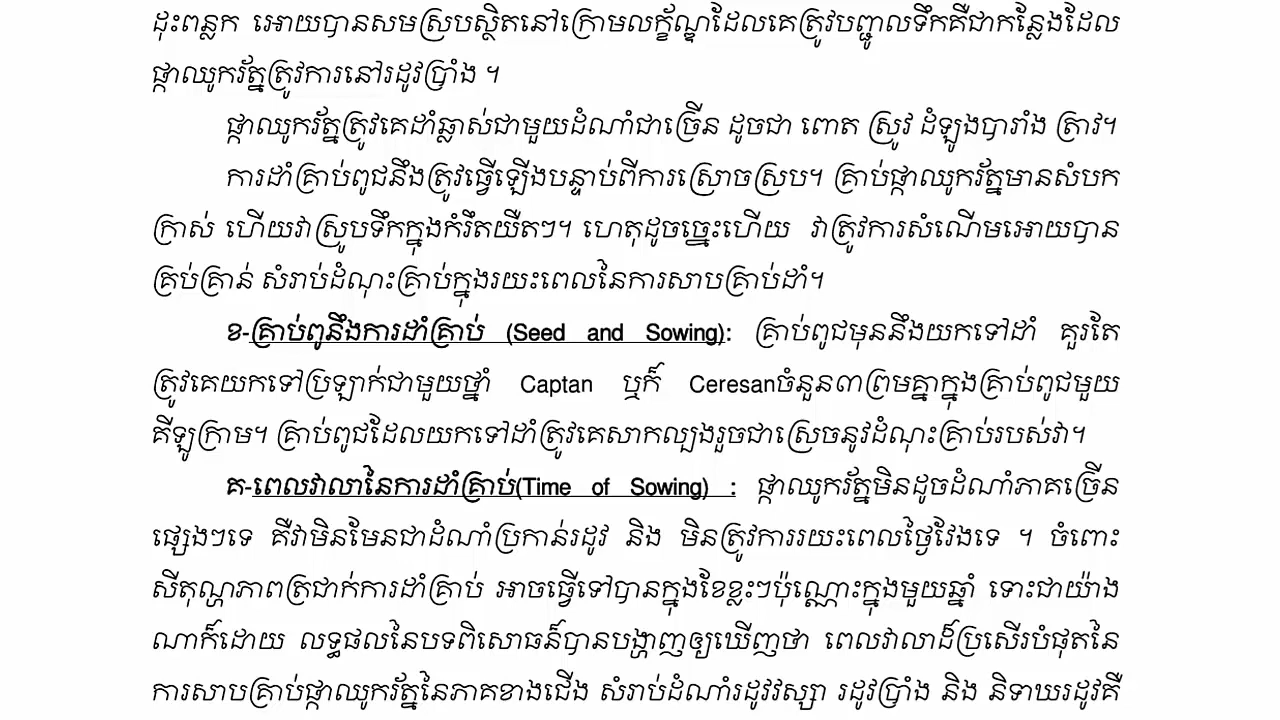 ដុះពន្លក អោយបានសមស្របស្ថិតនៅក្រោមលក្ខ័ណ្ឌដែលគេត្រូវបញ្ជូលទឹកគឺជាកន្លែងដែល
ផ្កាឈូករ័ត្នត្រូវការនៅរដូវប្រាំង ។
ផ្កាឈូករ័ត្នត្រូវគេដាំឆ្លាស់ជាមួយដំណាំជាច្រើន ដូចជា ពោត ស្រូវ ដំឡូងបារាំង ត្រាវ។
ការដាំគ្រាប់ពូជនឹងត្រូវធ្វើឡើងបន្ទាប់ពីការស្រោចស្រប។ គ្រាប់ផ្កាឈូករ័ត្នមានសំបក
ក្រាស់ ហើយវាស្រូបទឹកក្នុងកំរឹតយឺតៗ។ ហេតុដូចច្នេះហើយ វាត្រូវការសំណើមអោយបាន
គ្រប់គ្រាន់ សំរាប់ដំណុះគ្រាប់ក្នុងរយះពេលនៃការសាបគ្រាប់ដាំ។
ខ-គ្រាប់ពូនឹងការដាំគ្រាប់ (Seed and Sowing): គ្រាប់ពូជមុននឹងយកទៅដាំ គួរតែ
ត្រូវគេយកទៅប្រឡាក់ជាមួយថ្នាំ Captan ឬក៏ Ceresanចំនួន៣ព្រមគ្នាក្នុងគ្រាប់ពូជមួយ
គីឡូក្រាម។ គ្រាប់ពូជដែលយកទៅដាំត្រូវគេសាកល្បងរួចជាស្រេចនូវដំណុះគ្រាប់របស់វា។
គ-ពេលវាលានៃការដាំគ្រាប់(Time of Sowing) : ផ្កាឈូករ័ត្នមិនដូចដំណាំភាគច្រើន
ផ្សេងៗទេ គឺវាមិនមែនជាដំណាំប្រកាន់រដូវ និង មិនត្រូវការរយះពេលថ្ងៃវែងទេ ។ ចំពោះ
សីតុណ្ហភាពត្រជាក់ការដាំគ្រាប់ អាចធ្វើទៅបានក្នុងខែខ្លះៗប៉ុណ្ណោះក្នុងមួយឆ្នាំ ទោះជាយ៉ាង
ណាក៏ដោយ លទ្ធផលនៃបទពិសោធន៍បានបង្ហាញឲ្យឃើញថា ពេលវាលាដ៏ប្រសើរបំផុតនៃ
ការសាបគ្រាប់ផ្កាឈូករ័ត្ននៃភាគខាងជើង សំរាប់ដំណាំរដូវវស្សា រដូវប្រាំង និង និទាឃរដូវគឺ